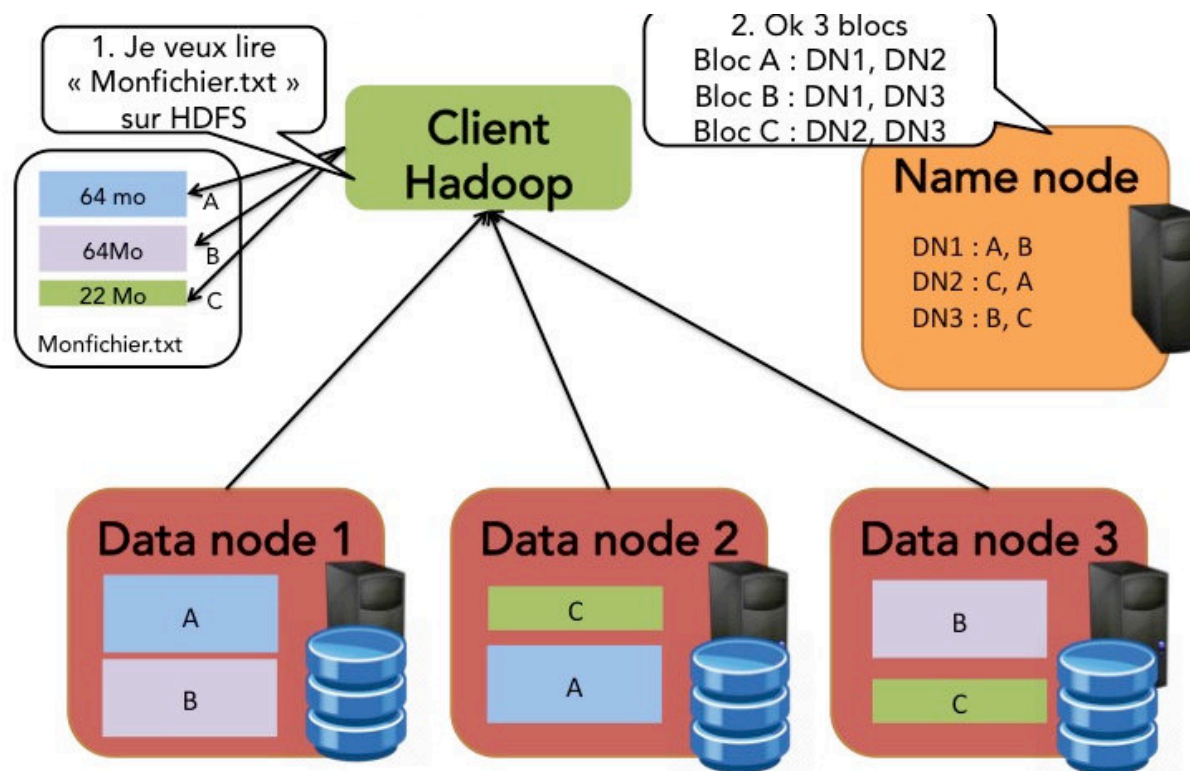 1. Je veux lire
« Monfichier.txt »
sur HDFS
2. Ok 3 blocs
Bloc A : DN1, DN2
Bloc B : DN1, DN3
Bloc C : DN2, DN3
Client
Hadoop
64 mo
A
64Mo
B
22 Mo
C
Monfichier.txt
Name node
DN1 : A, B
DN2 : C, A
DN3 : B, C
Data node 1
A
B
Data node 2
C
A
Data node 3
B
C